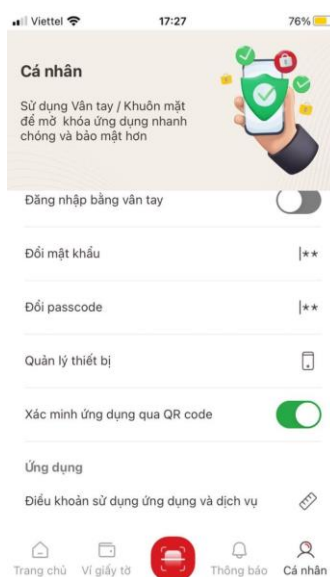 Viettel 17:27 76%
Cá nhân
Sử dụng Vân tay / Khuôn mặt
để mở khóa ứng dụng nhanh
chóng và bảo mật hơn
Đăng nhập bằng vân tay
Đổi mật khẩu |**
Đổi passcode |**
Quản lý thiết bị
Xác minh ứng dụng qua QR code
Ứng dụng
Điều khoản sử dụng ứng dụng và dịch vụ
Trang chủ Ví giấy tờ Thông báo Cá nhân